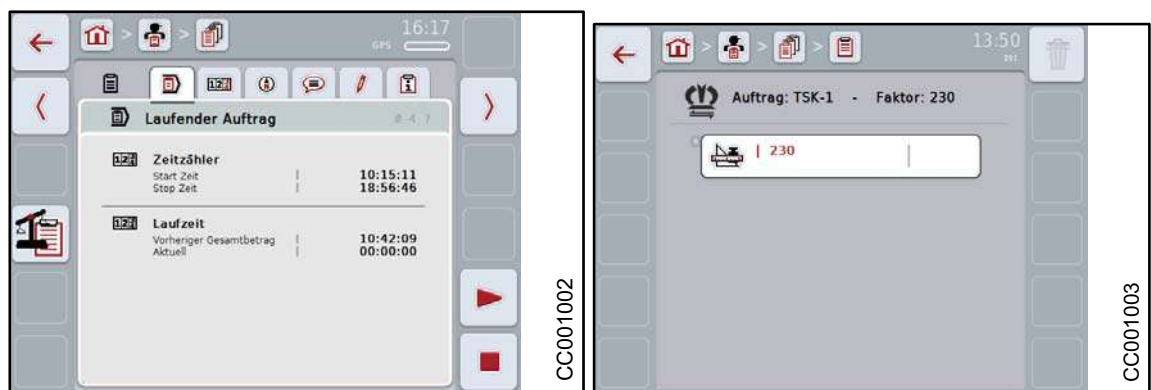 16:17
GPS
Laufender Auftrag
Zeitzähler
Start Zeit | 10:15:11
Stop Zeit | 18:56:46
Laufzeit
Vorheriger Gesamtbetrag | 10:42:09
Aktuell | 00:00:00
CC001002
13:50
Auftrag: TSK-1 - Faktor: 230
| 230
CC001003